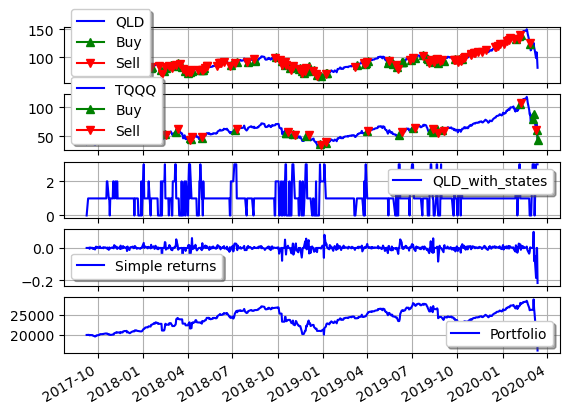 150
100
QLD
Buy
Sell
100
50
TQQQ
Buy
Sell
2
0
QLD_with_states
0.0
−0.2
Simple returns
25000
20000
Portfolio
2017-10
2018-01
2018-04
2018-07
2018-10
2019-01
2019-04
2019-07
2019-10
2020-01
2020-04